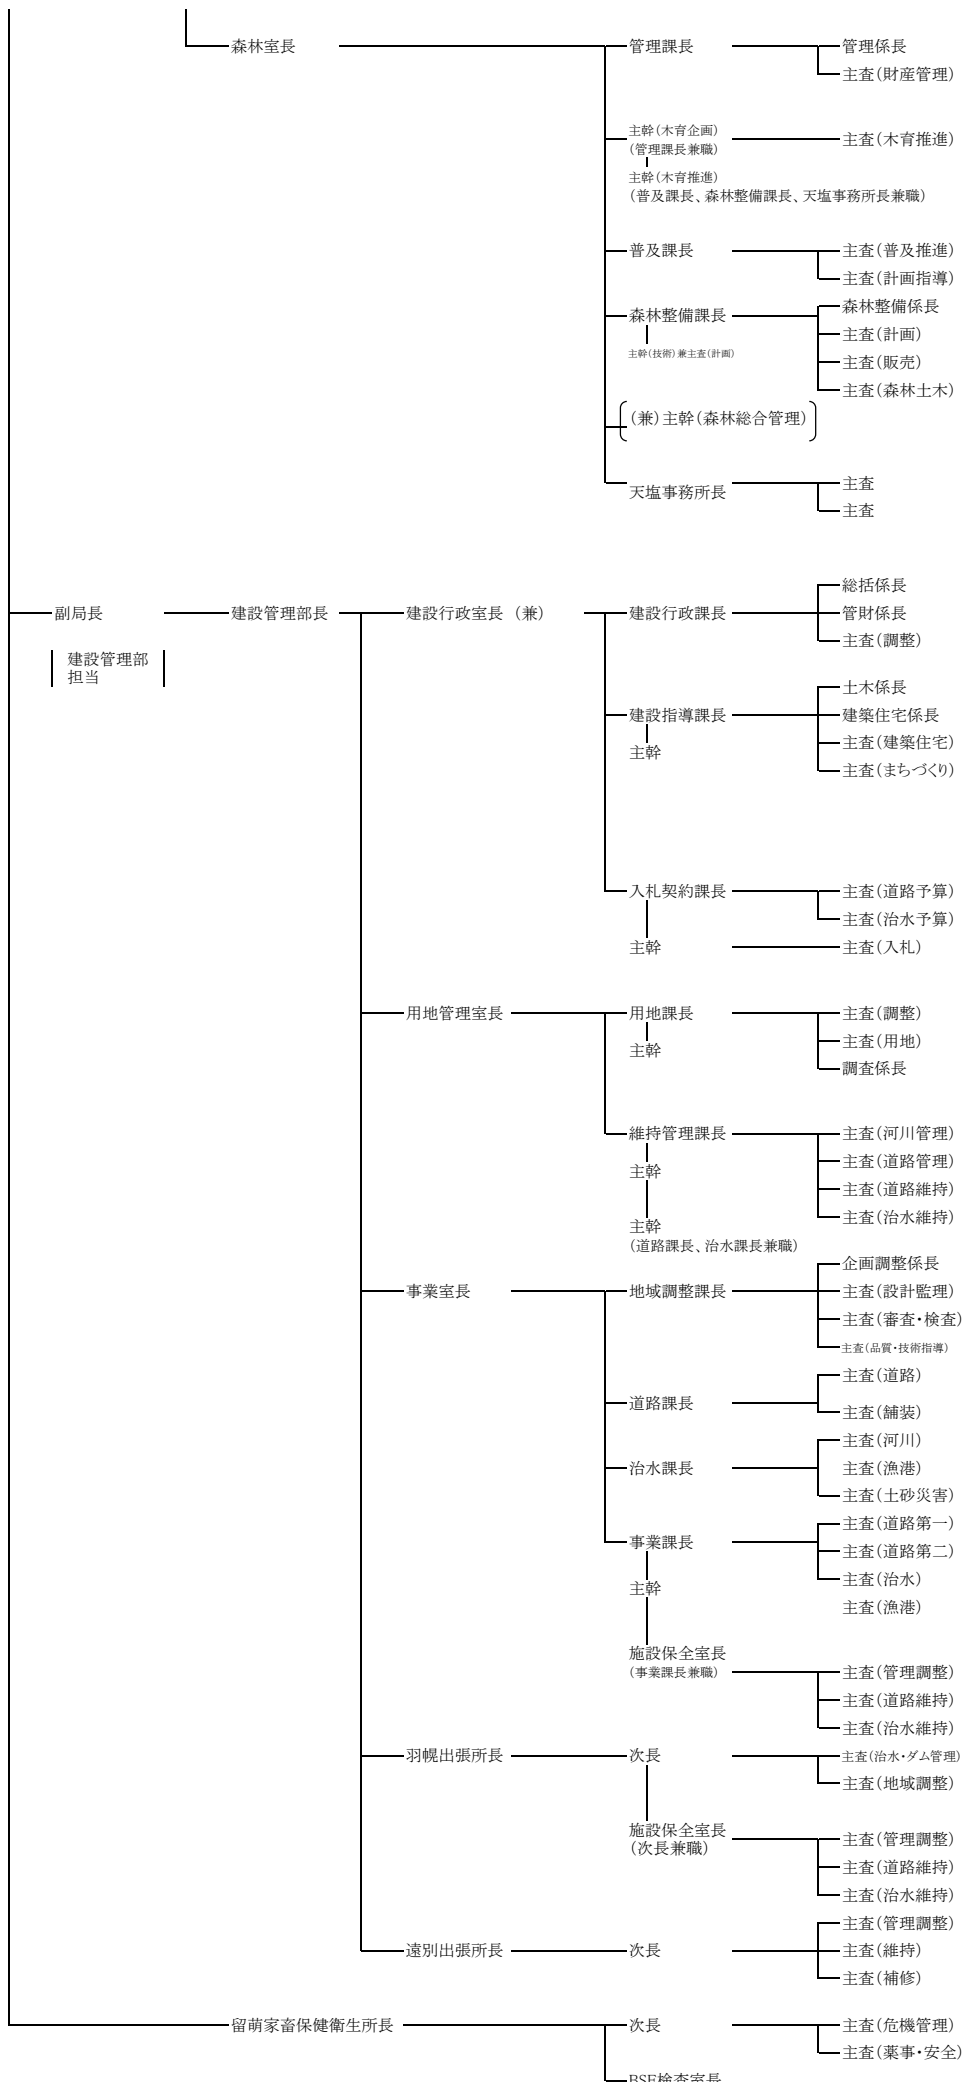 森林室長
管理課長
管理係長
主査（財産管理）
主幹（木育企画）
（管理課長兼職）
主査（木育推進）
主幹（木育推進）
（普及課長、森林整備課長、天塩事務所長兼職）
普及課長
主査（普及推進）
主査（計画指導）
森林整備課長
森林整備係長
主査（計画）
主幹（技術）兼主査（計画）
主査（販売）
主査（森林土木）
（兼）主幹（森林総合管理）
天塩事務所長
主査
主査
副局長
建設管理部
担当
建設管理部長
建設行政室長（兼）
建設行政課長
総括係長
管財係長
主査（調整）
建設指導課長
主幹
土木係長
建築住宅係長
主査（建築住宅）
主査（まちづくり）
入札契約課長
主査（道路予算）
主査（治水予算）
主幹
主査（入札）
用地管理室長
用地課長
主幹
主査（調整）
主査（用地）
調査係長
維持管理課長
主幹
主幹
（道路課長、治水課長兼職）
主査（河川管理）
主査（道路管理）
主査（道路維持）
主査（治水維持）
事業室長
地域調整課長
企画調整係長
主査（設計監理）
主査（審査・検査）
主査（品質・技術指導）
道路課長
主査（道路）
主査（舗装）
治水課長
主査（河川）
主査（漁港）
主査（土砂災害）
事業課長
主幹
主査（道路第一）
主査（道路第二）
主査（治水）
主査（漁港）
施設保全室長
（事業課長兼職）
主査（管理調整）
主査（道路維持）
主査（治水維持）
羽幌出張所長
次長
主査（治水・ダム管理）
主査（地域調整）
施設保全室長
（次長兼職）
主査（管理調整）
主査（道路維持）
主査（治水維持）
遠別出張所長
次長
主査（管理調整）
主査（維持）
主査（補修）
留萌家畜保健衛生所長
次長
主査（危機管理）
主査（薬事・安全）
BSE検査室長